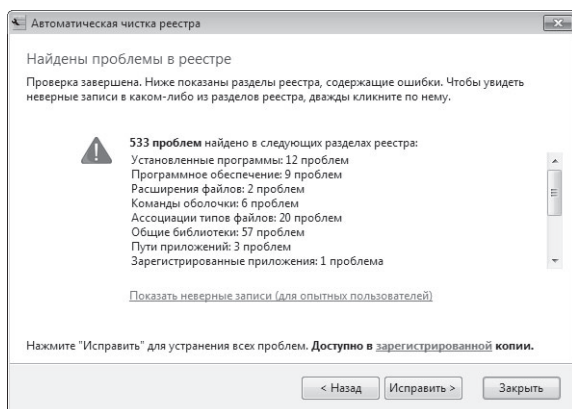 Автоматическая чистка реестра
Найдены проблемы в реестре
Проверка завершена. Ниже показаны разделы реестра, содержащие ошибки. Чтобы увидеть
неверные записи в каком-либо из разделов реестра, дважды кликните по нему.
533 проблем найдено в следующих разделах реестра:
Установленные программы: 12 проблем
Программное обеспечение: 9 проблем
Расширения файлов: 2 проблем
Команды оболочки: 6 проблем
Ассоциации типов файлов: 20 проблем
Общие библиотеки: 57 проблем
Пути приложений: 3 проблем
Зарегистрированные приложения: 1 проблема
Показать неверные записи (для опытных пользователей)
Нажмите "Исправить" для устранения всех проблем. Доступно в зарегистрированной копии.
< Назад Исправить > Закрыть